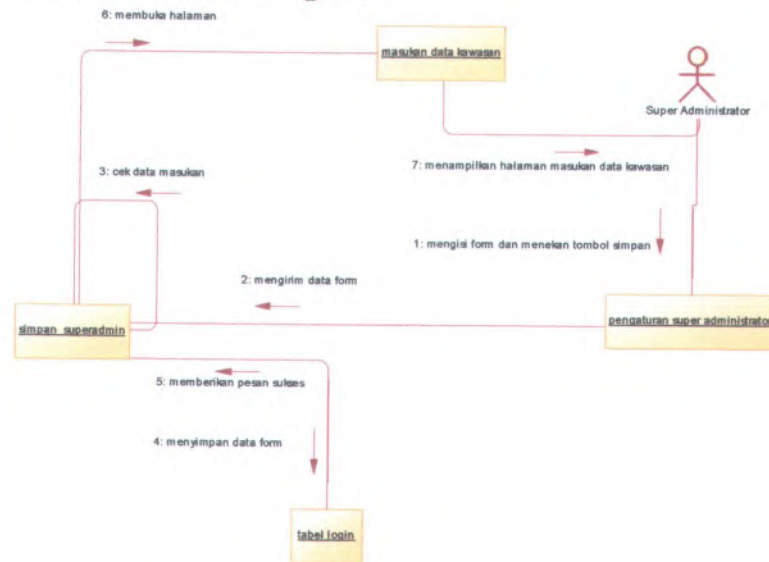 6: membuka halaman
masukan data kawasan
Super Administrator
3: cek data masukan
7: menampilkan halaman masukan data kawasan
1: mengisi form dan menekan tombol simpan
2: mengirim data form
simpan_superadmin
pengaturan super administrator
5: memberikan pesan sukses
4: menyimpan data form
tabel login